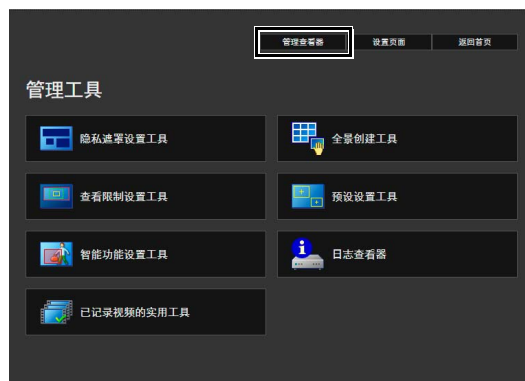 管理查看器 设置页面 返回首页
管理工具
隐私遮罩设置工具 全景创建工具
查看限制设置工具 预设设置工具
智能功能设置工具 日志查看器
已记录视频的实用工具